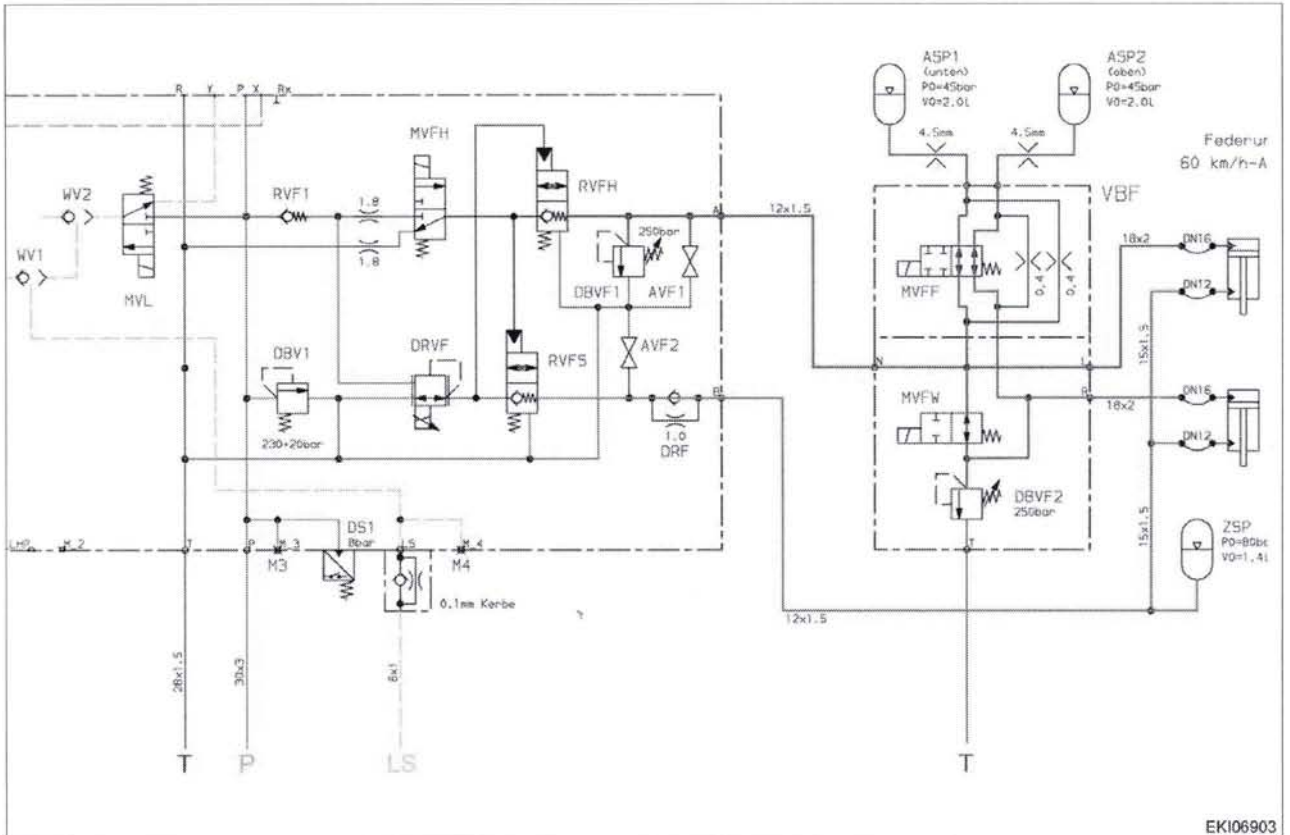 ASP1
(unten)
P0=45bar
V0=2.0l
ASP2
(oben)
P0=45bar
V0=2.0l
4.5mm
4.5mm
Federun
60 km/h-A
R Y P X Rx
MVFH
RVFH
WV2
RVF1
1.8
1.8
WV1
MVL
250bar
DBVF1
AVF1
A
12x1.5
VBF
MVFF
0,4
0,4
18x2
DN16
DN12
15x1.5
DBV1
230+20bar
DRVF
RVFS
AVF2
1.0
DRF
B
N
L
MVFW
R
18x2
DN16
DN12
DBVF2
250bar
15x1.5
ZSP
V0=1.4l
DS1
8bar
T
P
M3
LS
M4
0,1mm Kerbe
12x1.5
T
28x1.5
30x3
6x1
T
P
LS
T
EKI06903